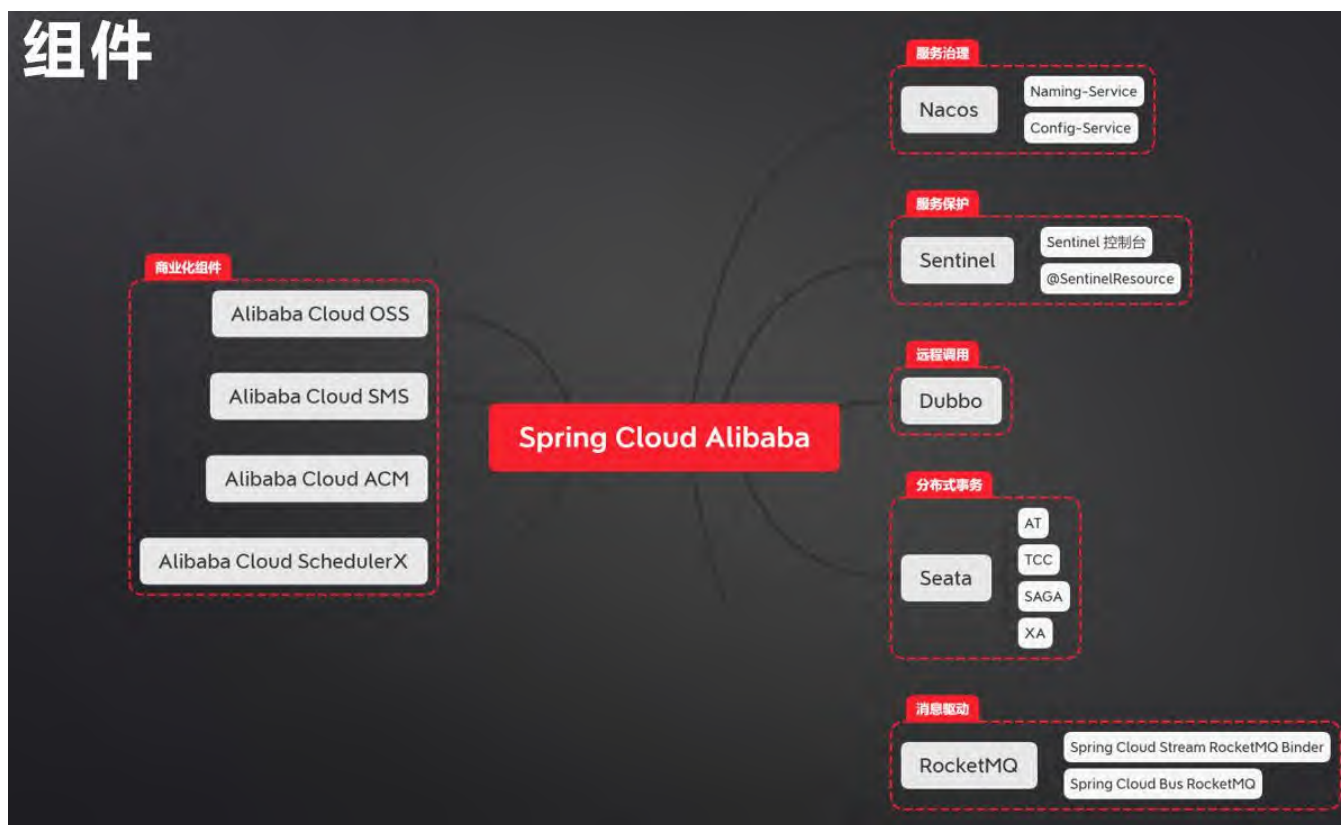 组件
商业化组件
Alibaba Cloud OSS
Alibaba Cloud SMS
Alibaba Cloud ACM
Alibaba Cloud SchedulerX
Spring Cloud Alibaba
服务治理
Nacos
Naming-Service
Config-Service
服务保护
Sentinel
Sentinel 控制台
@SentinelResource
远程调用
Dubbo
分布式事务
Seata
AT
TCC
SAGA
XA
消息驱动
RocketMQ
Spring Cloud Stream RocketMQ Binder
Spring Cloud Bus RocketMQ